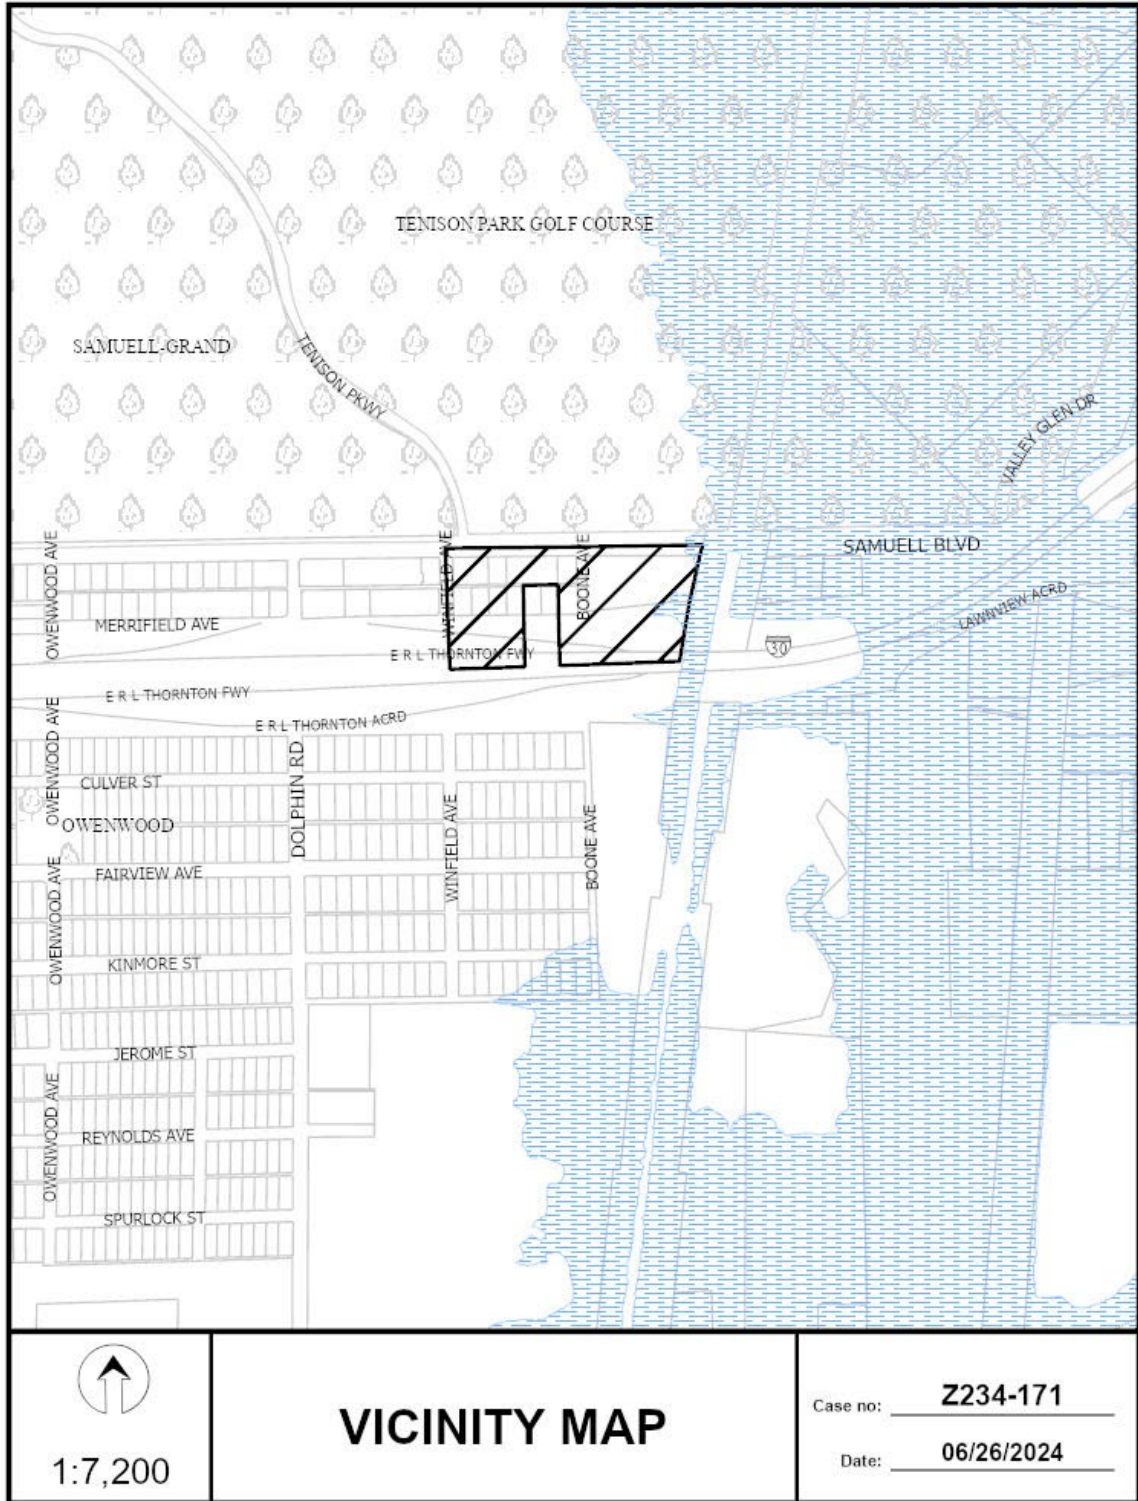 TENISON PARK GOLF COURSE
SAMUELL-GRAND
TENISON PKWY
VALLEY GLEN DR
OWENWOOD AVE
WINFIELD AVE
BOONE AVE
SAMUELL BLVD
LAWNVIEW ACRD
MERRIFIELD AVE
E R L THORNTON FWY
30
E R L THORNTON FWY
E R L THORNTON ACRD
OWENWOOD AVE
DOLPHIN RD
CULVER ST
OWENWOOD
WINFIELD AVE
BOONE AVE
FAIRVIEW AVE
OWENWOOD AVE
KINMORE ST
JEROME ST
OWENWOOD AVE
REYNOLDS AVE
SPURLOCK ST
1:7,200
VICINITY MAP
Case no: Z234-171
Date: 06/26/2024